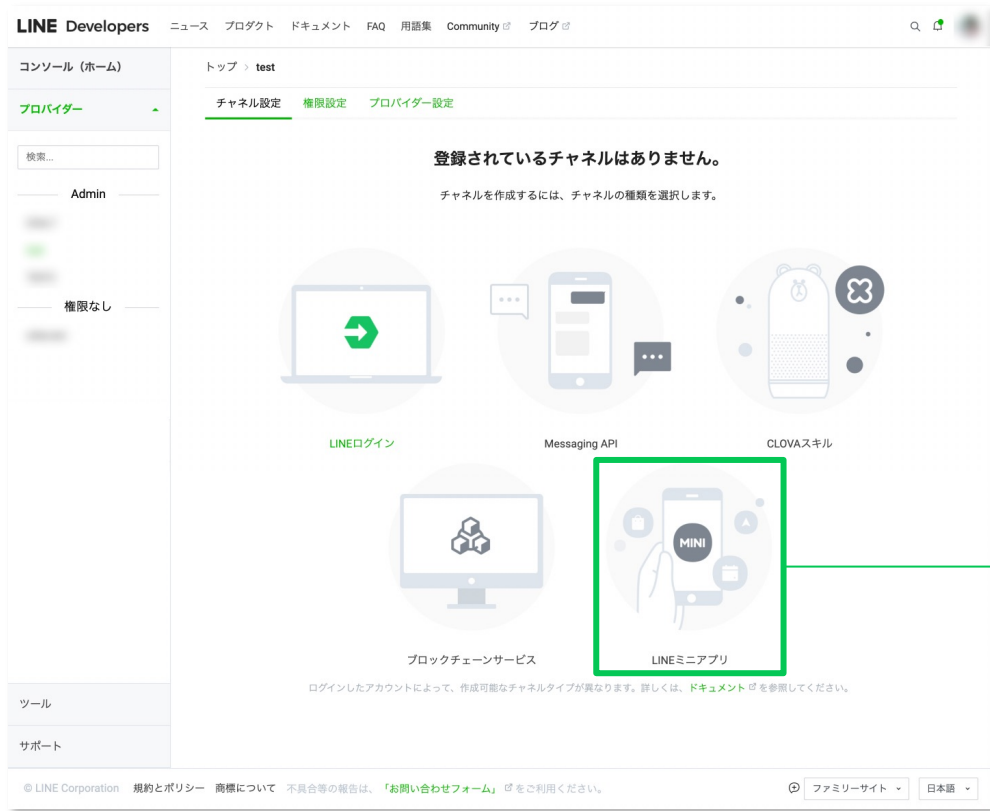 LINE Developers ニュース プロダクト ドキュメント FAQ 用語集 Community ブログ
コンソール（ホーム）
プロバイダー
検索...
Admin
権限なし
ツール
サポート
トップ > test
チャネル設定 権限設定 プロバイダー設定
登録されているチャネルはありません。
チャネルを作成するには、チャネルの種類を選択します。
LINEログイン
Messaging API
CLOVAスキル
MINI
ブロックチェーンサービス
LINEミニアプリ
ログインしたアカウントによって、作成可能なチャネルタイプが異なります。詳しくは、ドキュメント を参照してください。
© LINE Corporation 規約とポリシー 商標について 不具合等の報告は、「お問い合わせフォーム」 をご利用ください。 ファミリーサイト 日本語